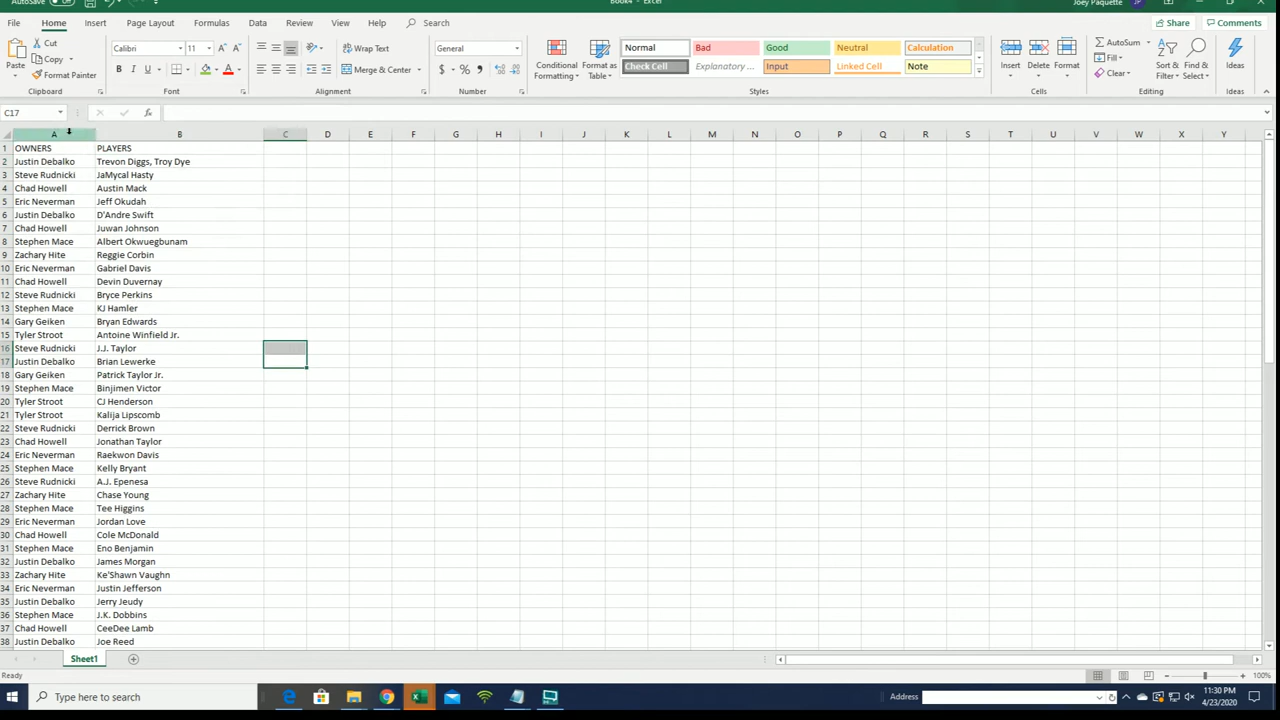 AutoSave Off Book4 - Excel Joey Paquette JP
File Home Insert Page Layout Formulas Data Review View Help Search Share Comments
Paste Cut Copy Format Painter Clipboard
Calibri 11 A A B I U A Font
Wrap Text Merge & Center Alignment
General $ % , Number
Conditional Formatting Format as Table
Normal Bad Good Neutral Calculation
Check Cell Explanatory ... Input Linked Cell Note
Styles
Insert Delete Format Cells
AutoSum Fill Clear Sort & Filter Find & Select Editing
Ideas Ideas
C17 fx
A B C D E F G H I J K L M N O P Q R S T U V W X Y
1 OWNERS PLAYERS
2 Justin Debalko Trevon Diggs, Troy Dye
3 Steve Rudnicki JaMycal Hasty
4 Chad Howell Austin Mack
5 Eric Neverman Jeff Okudah
6 Justin Debalko D'Andre Swift
7 Chad Howell Juwan Johnson
8 Stephen Mace Albert Okwuegbunam
9 Zachary Hite Reggie Corbin
10 Eric Neverman Gabriel Davis
11 Chad Howell Devin Duvernay
12 Steve Rudnicki Bryce Perkins
13 Stephen Mace KJ Hamler
14 Gary Geiken Bryan Edwards
15 Tyler Stroot Antoine Winfield Jr.
16 Steve Rudnicki J.J. Taylor
17 Justin Debalko Brian Lewerke
18 Gary Geiken Patrick Taylor Jr.
19 Stephen Mace Binjimen Victor
20 Tyler Stroot CJ Henderson
21 Tyler Stroot Kalija Lipscomb
22 Steve Rudnicki Derrick Brown
23 Chad Howell Jonathan Taylor
24 Eric Neverman Raekwon Davis
25 Stephen Mace Kelly Bryant
26 Steve Rudnicki A.J. Epenesa
27 Zachary Hite Chase Young
28 Stephen Mace Tee Higgins
29 Eric Neverman Jordan Love
30 Chad Howell Cole McDonald
31 Stephen Mace Eno Benjamin
32 Justin Debalko James Morgan
33 Zachary Hite Ke'Shawn Vaughn
34 Eric Neverman Justin Jefferson
35 Justin Debalko Jerry Jeudy
36 Stephen Mace J.K. Dobbins
37 Chad Howell CeeDee Lamb
38 Justin Debalko Joe Reed
Sheet1
Ready 100%
Type here to search Address 11:30 PM
4/23/2020